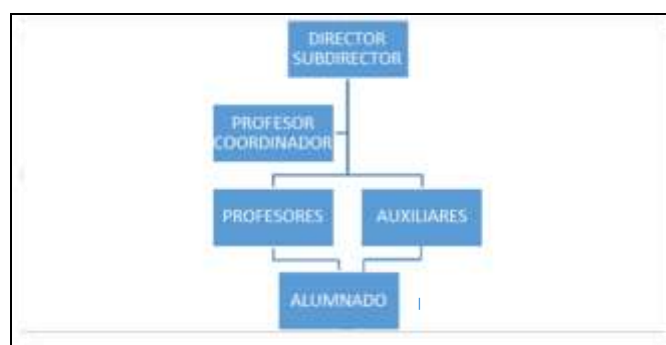 DIRECTOR
SUBDIRECTOR
PROFESOR
COORDINADOR
PROFESORES
AUXILIARES
ALUMNADO